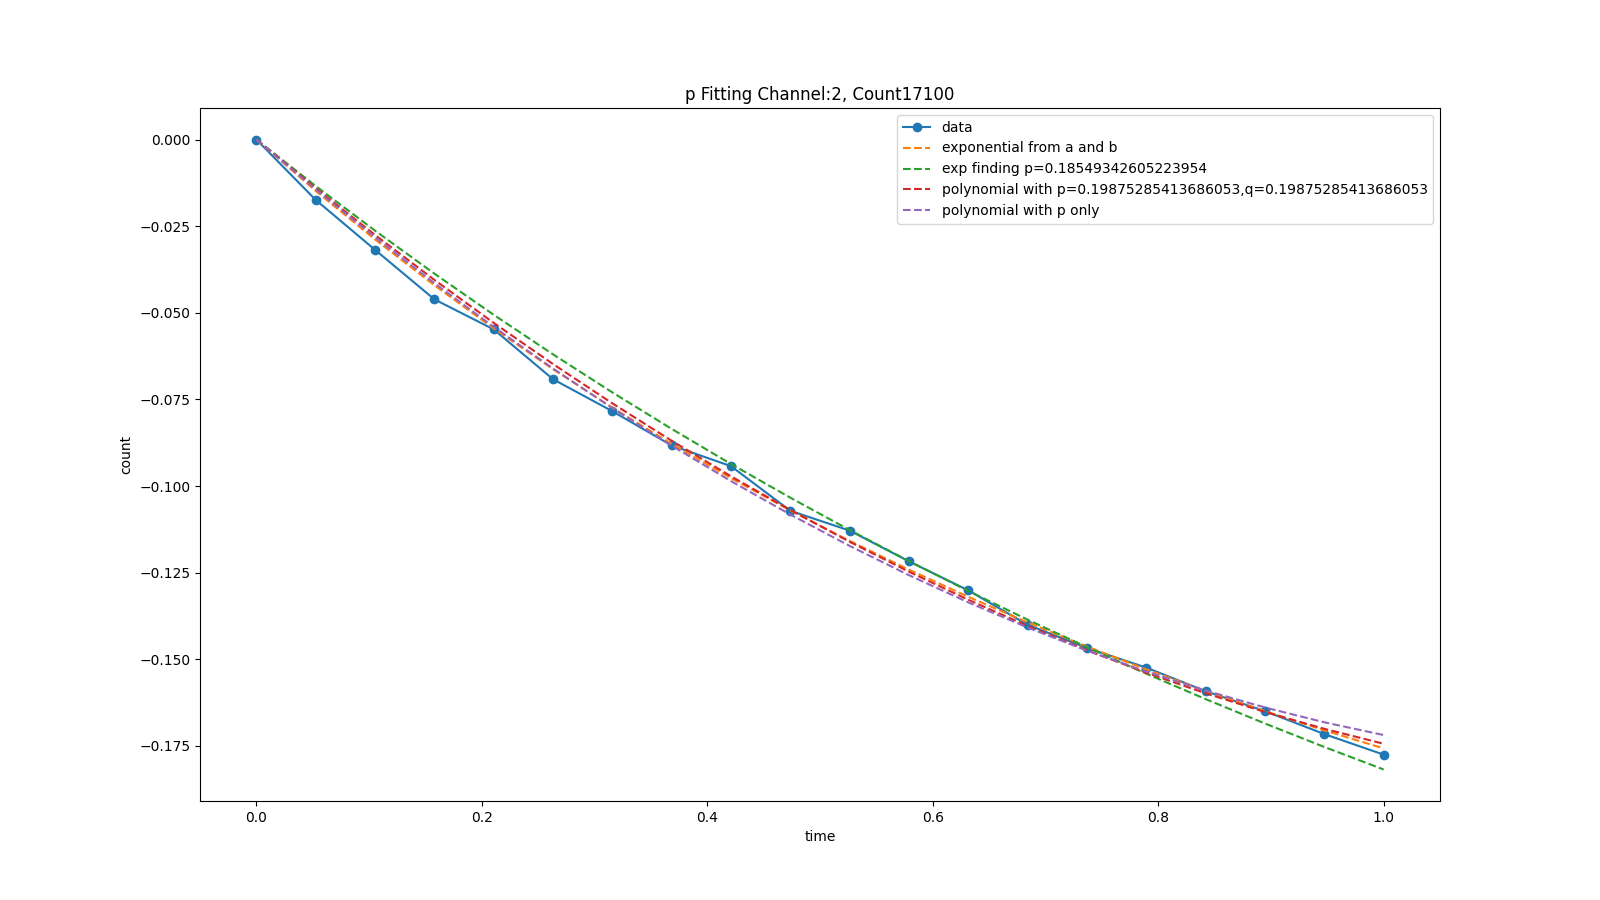 p Fitting Channel:2, Count17100
data
exponential from a and b
exp finding p=0.18549342605223954
polynomial with p=0.19875285413686053,q=0.19875285413686053
polynomial with p only
0.000
−0.025
−0.050
−0.075
−0.100
−0.125
−0.150
−0.175
count
0.0 0.2 0.4 0.6 0.8 1.0
time